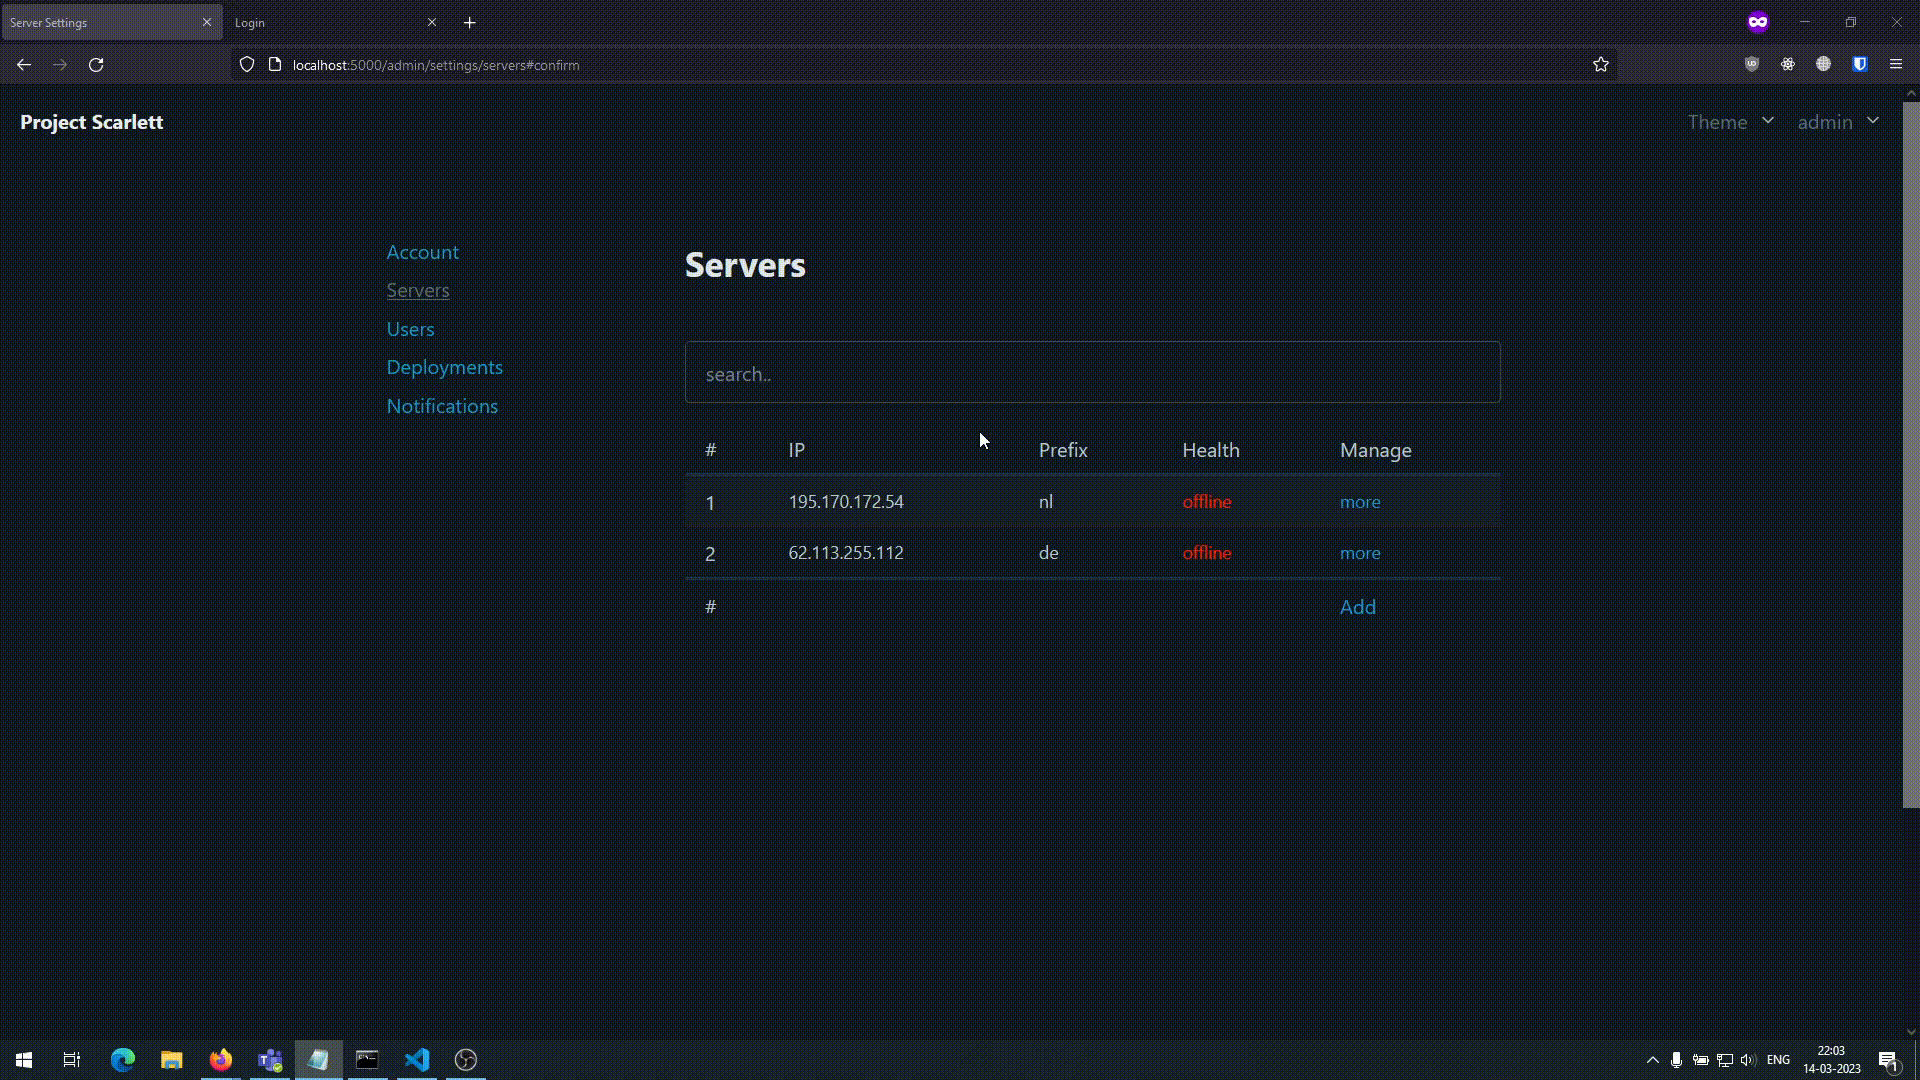 Server Settings
Login
localhost:5000/admin/settings/servers#confirm
Project Scarlett
Theme
admin
Account
Servers
Users
Deployments
Notifications
Servers
search..
# IP Prefix Health Manage
1 195.170.172.54 nl offline more
2 62.113.255.112 de offline more
# Add
ENG
22:03
14-03-2023
1